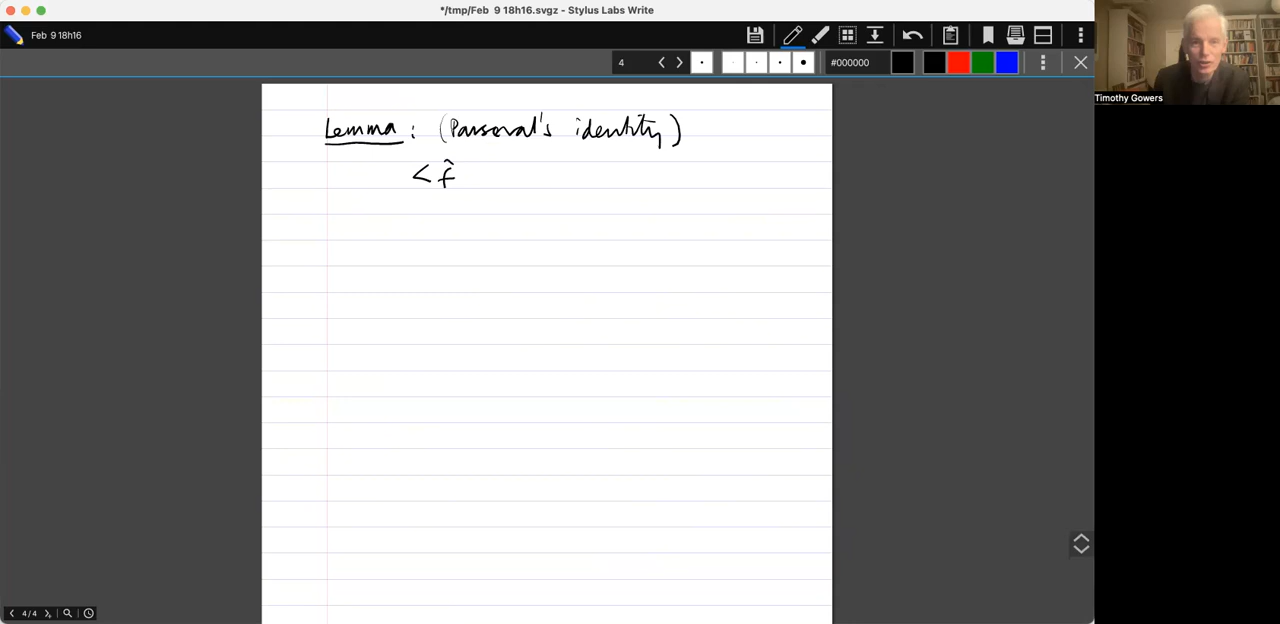 */tmp/Feb 9 18h16.svgz - Stylus Labs Write
Feb 9 18h16
4
#000000
Timothy Gowers
Lemma: (Parseval's identity)
< f̂
4/4